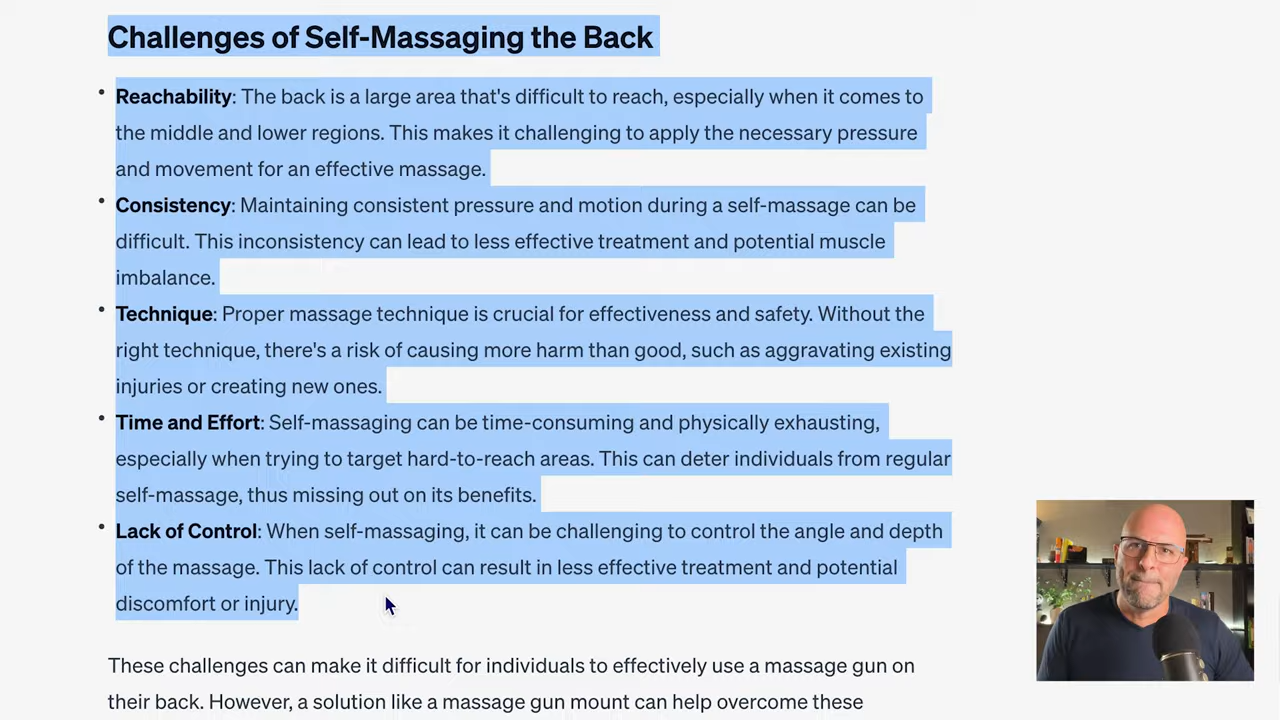 Challenges of Self-Massaging the Back
• Reachability: The back is a large area that's difficult to reach, especially when it comes to
the middle and lower regions. This makes it challenging to apply the necessary pressure
and movement for an effective massage.
• Consistency: Maintaining consistent pressure and motion during a self-massage can be
difficult. This inconsistency can lead to less effective treatment and potential muscle
imbalance.
• Technique: Proper massage technique is crucial for effectiveness and safety. Without the
right technique, there's a risk of causing more harm than good, such as aggravating existing
injuries or creating new ones.
• Time and Effort: Self-massaging can be time-consuming and physically exhausting,
especially when trying to target hard-to-reach areas. This can deter individuals from regular
self-massage, thus missing out on its benefits.
• Lack of Control: When self-massaging, it can be challenging to control the angle and depth
of the massage. This lack of control can result in less effective treatment and potential
discomfort or injury.
These challenges can make it difficult for individuals to effectively use a massage gun on
their back. However, a solution like a massage gun mount can help overcome these